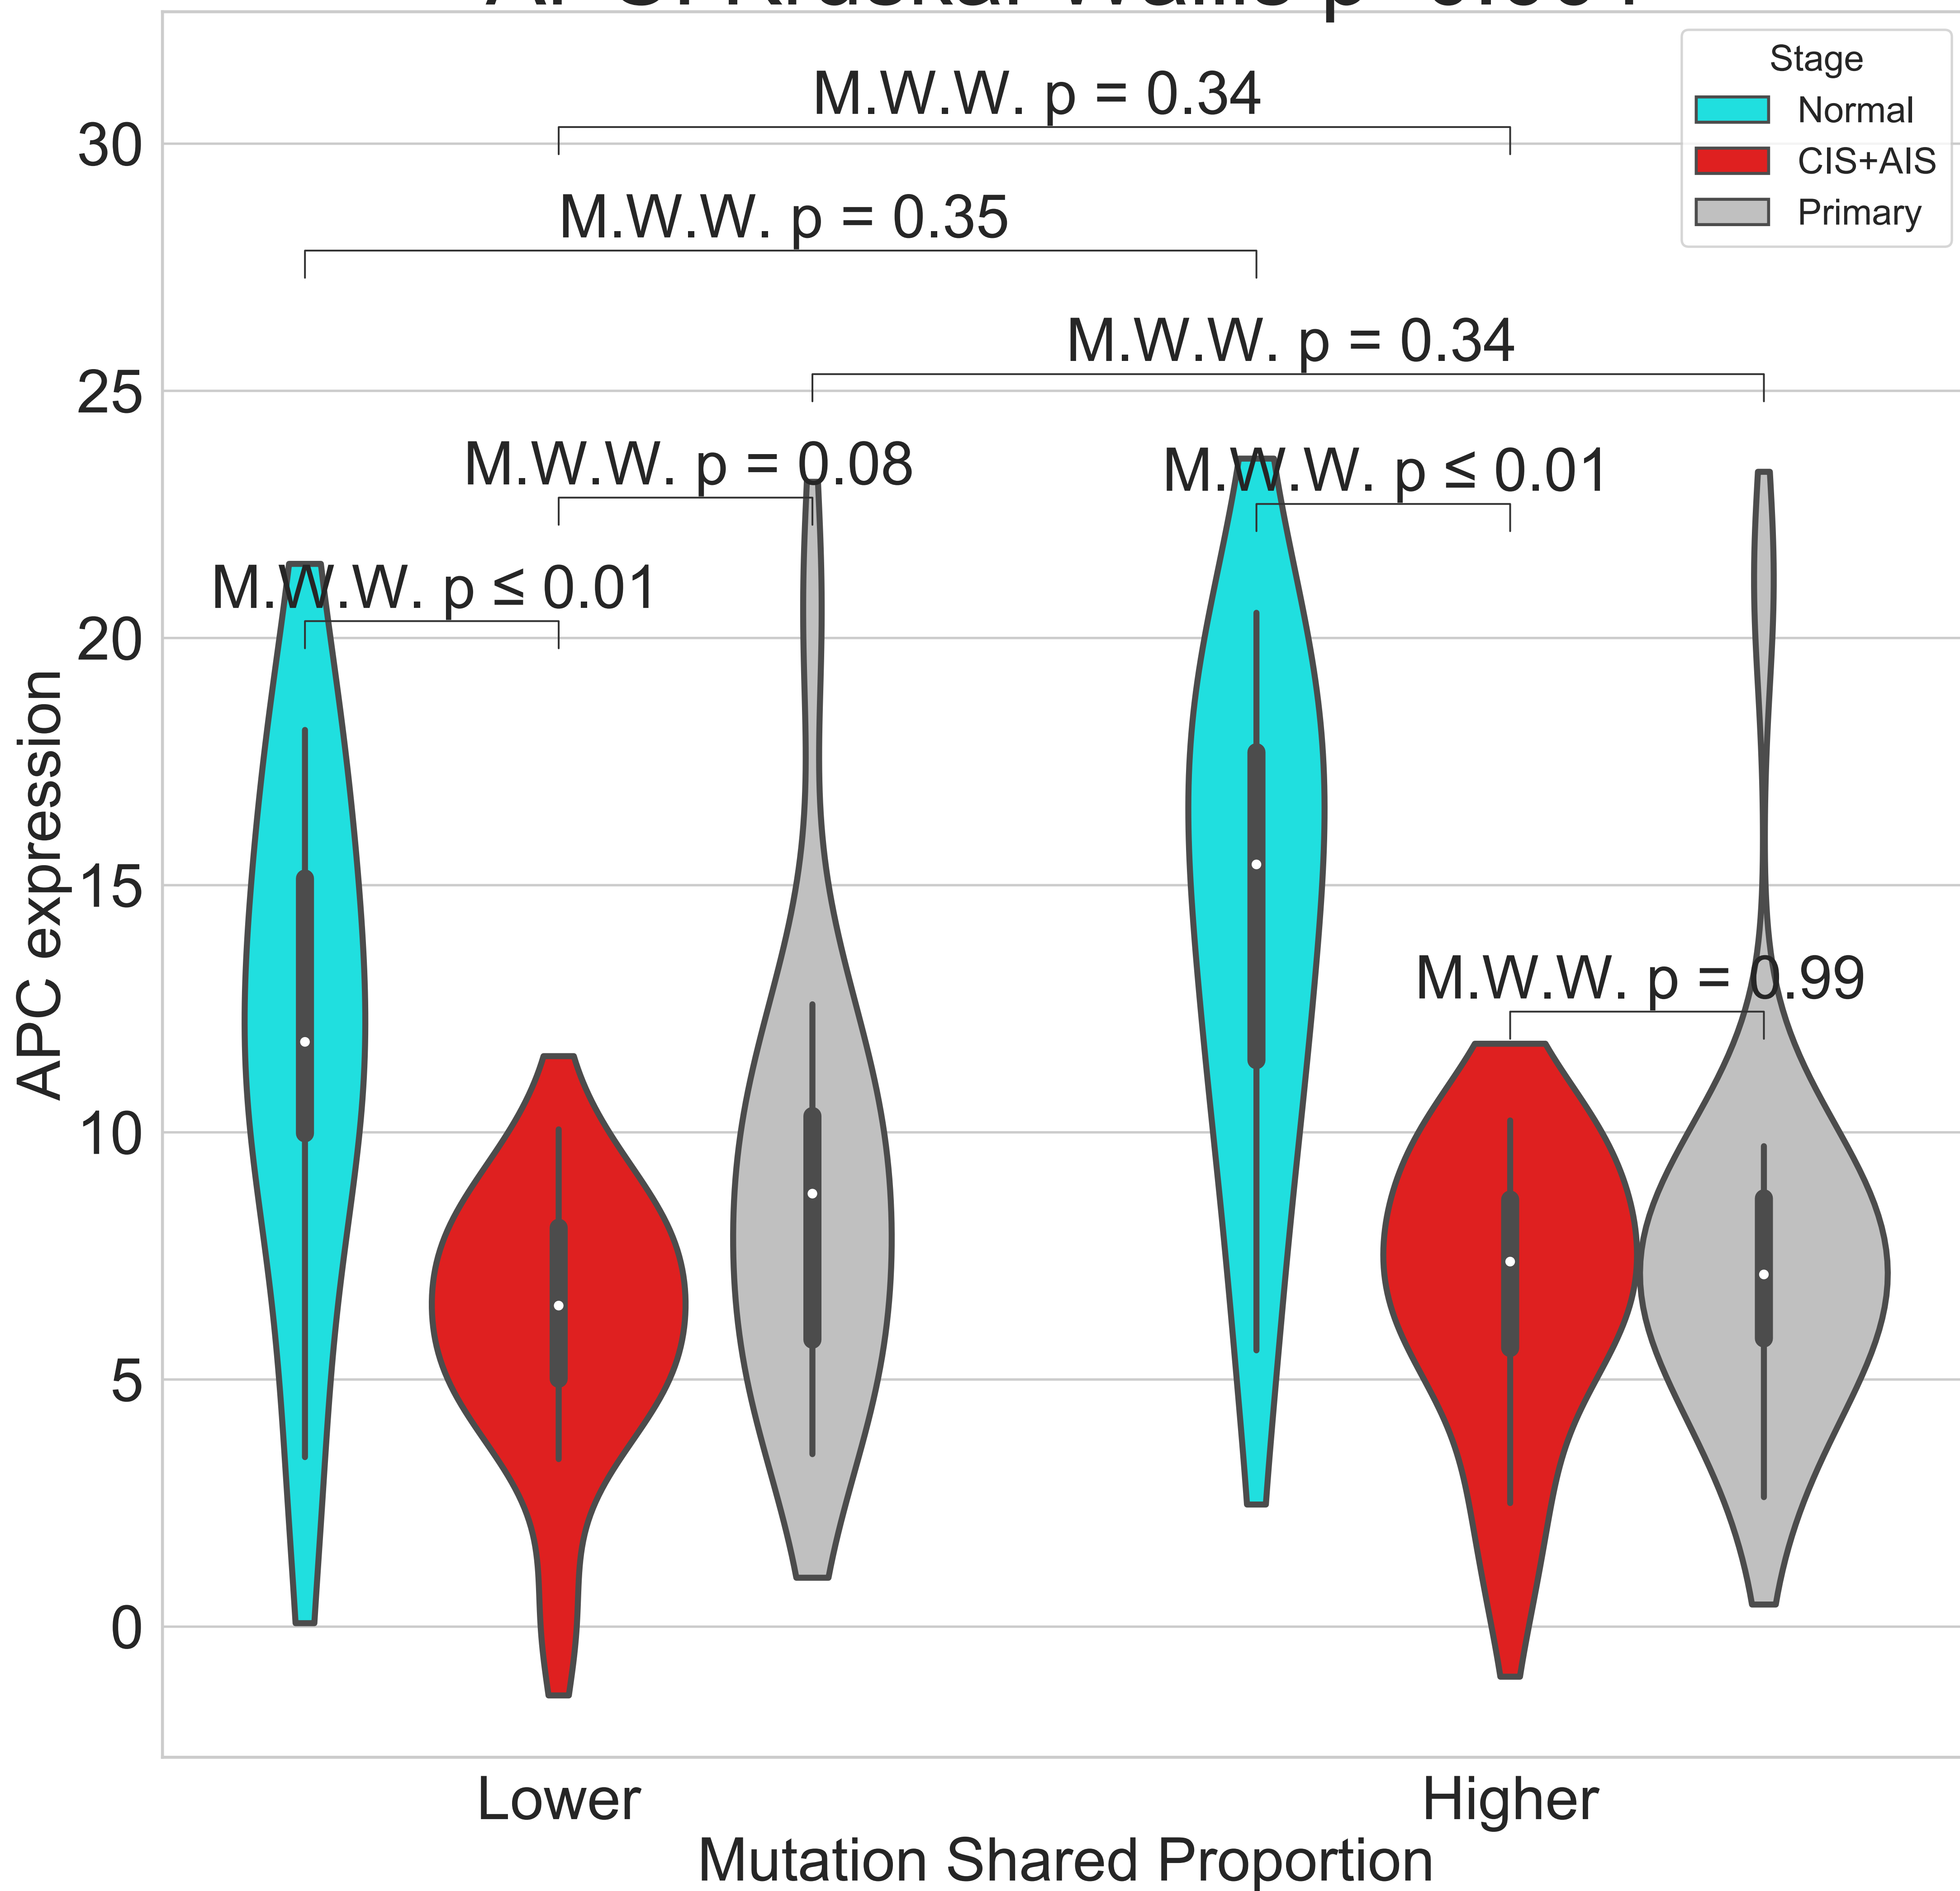 Stage
Normal
CIS+AIS
Primary
M.W.W. p = 0.34
M.W.W. p = 0.35
M.W.W. p = 0.34
M.W.W. p = 0.08
M.W.W. p ≤ 0.01
M.W.W. p ≤ 0.01
M.W.W. p = 0.99
30
25
20
15
10
5
0
APC expression
Lower
Higher
Mutation Shared Proportion